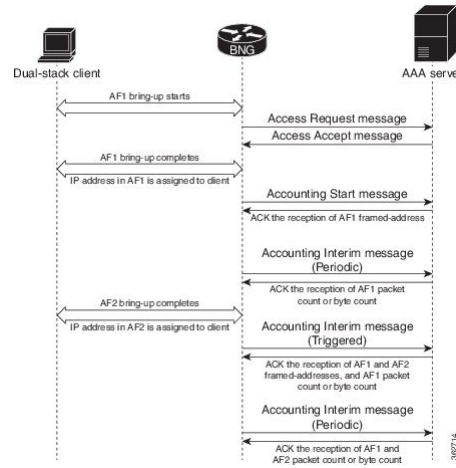 BNG
Dual-stack client
AAA server
AF1 bring-up starts
Access Request message
Access Accept message
AF1 bring-up completes
IP address in AF1 is assigned to client
Accounting Start message
ACK the reception of AF1 framed-address
Accounting Interim message
(Periodic)
ACK the reception of AF1 packet
count or byte count
AF2 bring-up completes
IP address in AF2 is assigned to client
Accounting Interim message
(Triggered)
ACK the reception of AF1 and AF2
framed-addresses, and AF1 packet
count or byte count
Accounting Interim message
(Periodic)
ACK the reception of AF1 and
AF2 packet count or byte count
362714